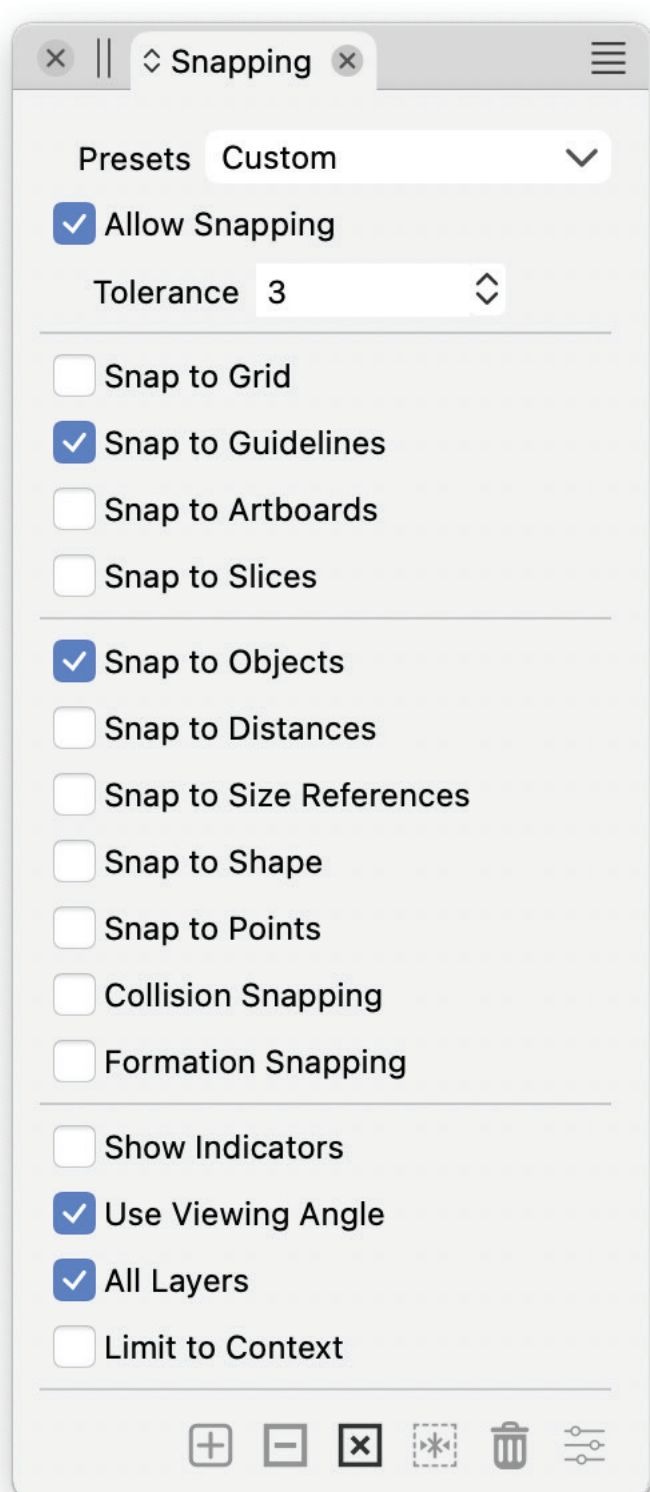 Snapping
Presets Custom
Allow Snapping
Tolerance 3
Snap to Grid
Snap to Guidelines
Snap to Artboards
Snap to Slices
Snap to Objects
Snap to Distances
Snap to Size References
Snap to Shape
Snap to Points
Collision Snapping
Formation Snapping
Show Indicators
Use Viewing Angle
All Layers
Limit to Context